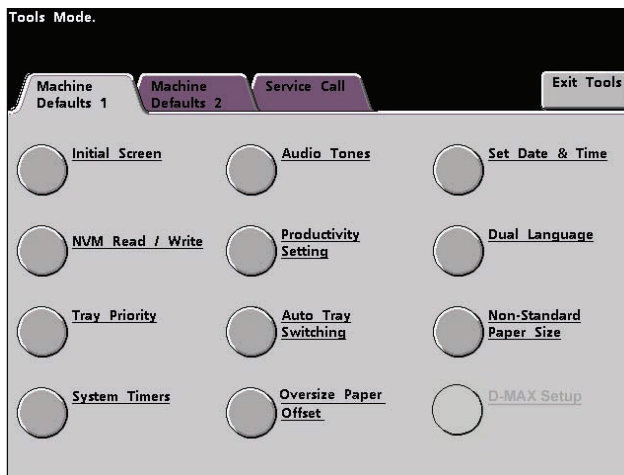 Tools Mode.
Machine
Defaults 1
Machine
Defaults 2
Service Call
Exit Tools
Initial Screen
Audio Tones
Set Date & Time
NVM Read / Write
Productivity
Setting
Dual Language
Tray Priority
Auto Tray
Switching
Non-Standard
Paper Size
System Timers
Oversize Paper
Offset
D-MAX Setup